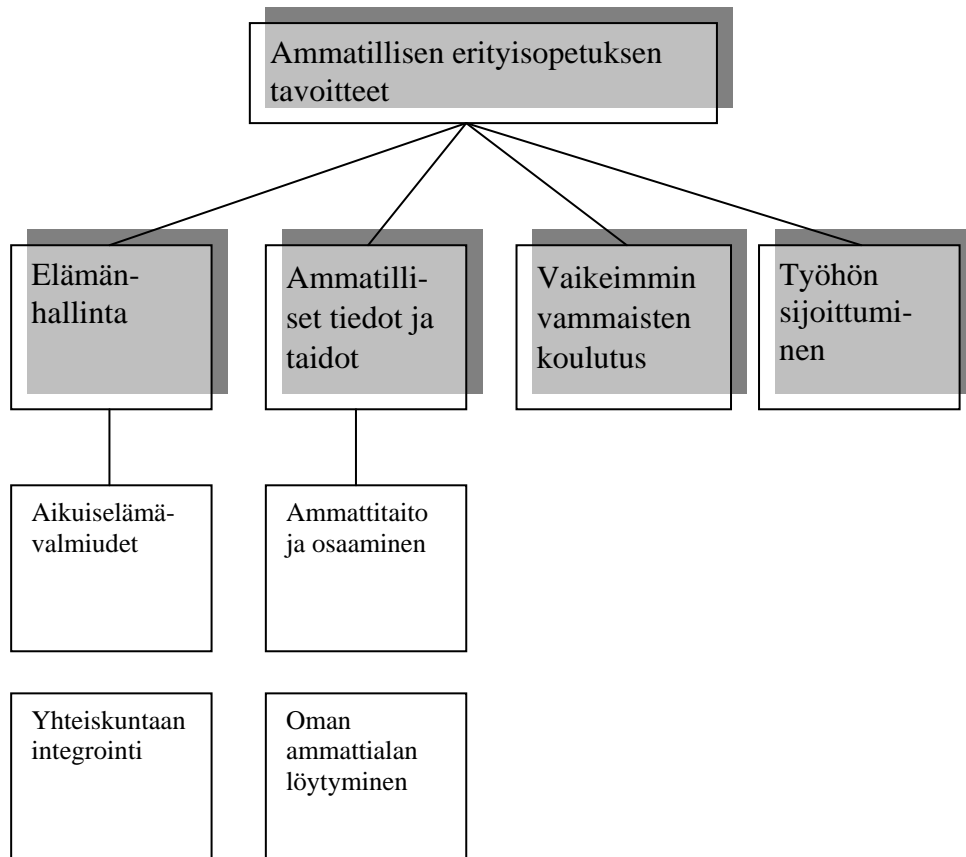 Ammatillisen erityisopetuksen
tavoitteet
Elämän-
hallinta
Ammatilli-
set tiedot ja
taidot
Vaikeimmin
vammaisten
koulutus
Työhön
sijoittumi-
nen
Aikuiselämä-
valmiudet
Ammattitaito
ja osaaminen
Yhteiskuntaan
integrointi
Oman
ammattialan
löytyminen